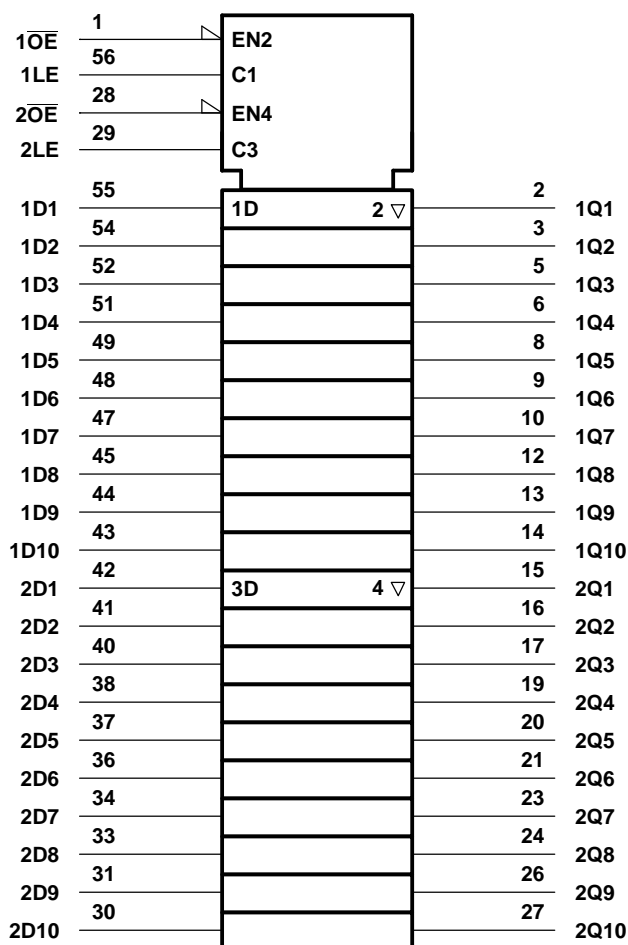 1O̅E̅ 1 EN2
1LE 56 C1
2O̅E̅ 28 EN4
2LE 29 C3
1D1 55 1D 2 ▽ 2 1Q1
1D2 54 3 1Q2
1D3 52 5 1Q3
1D4 51 6 1Q4
1D5 49 8 1Q5
1D6 48 9 1Q6
1D7 47 10 1Q7
1D8 45 12 1Q8
1D9 44 13 1Q9
1D10 43 14 1Q10
2D1 42 3D 4 ▽ 15 2Q1
2D2 41 16 2Q2
2D3 40 17 2Q3
2D4 38 19 2Q4
2D5 37 20 2Q5
2D6 36 21 2Q6
2D7 34 23 2Q7
2D8 33 24 2Q8
2D9 31 26 2Q9
2D10 30 27 2Q10